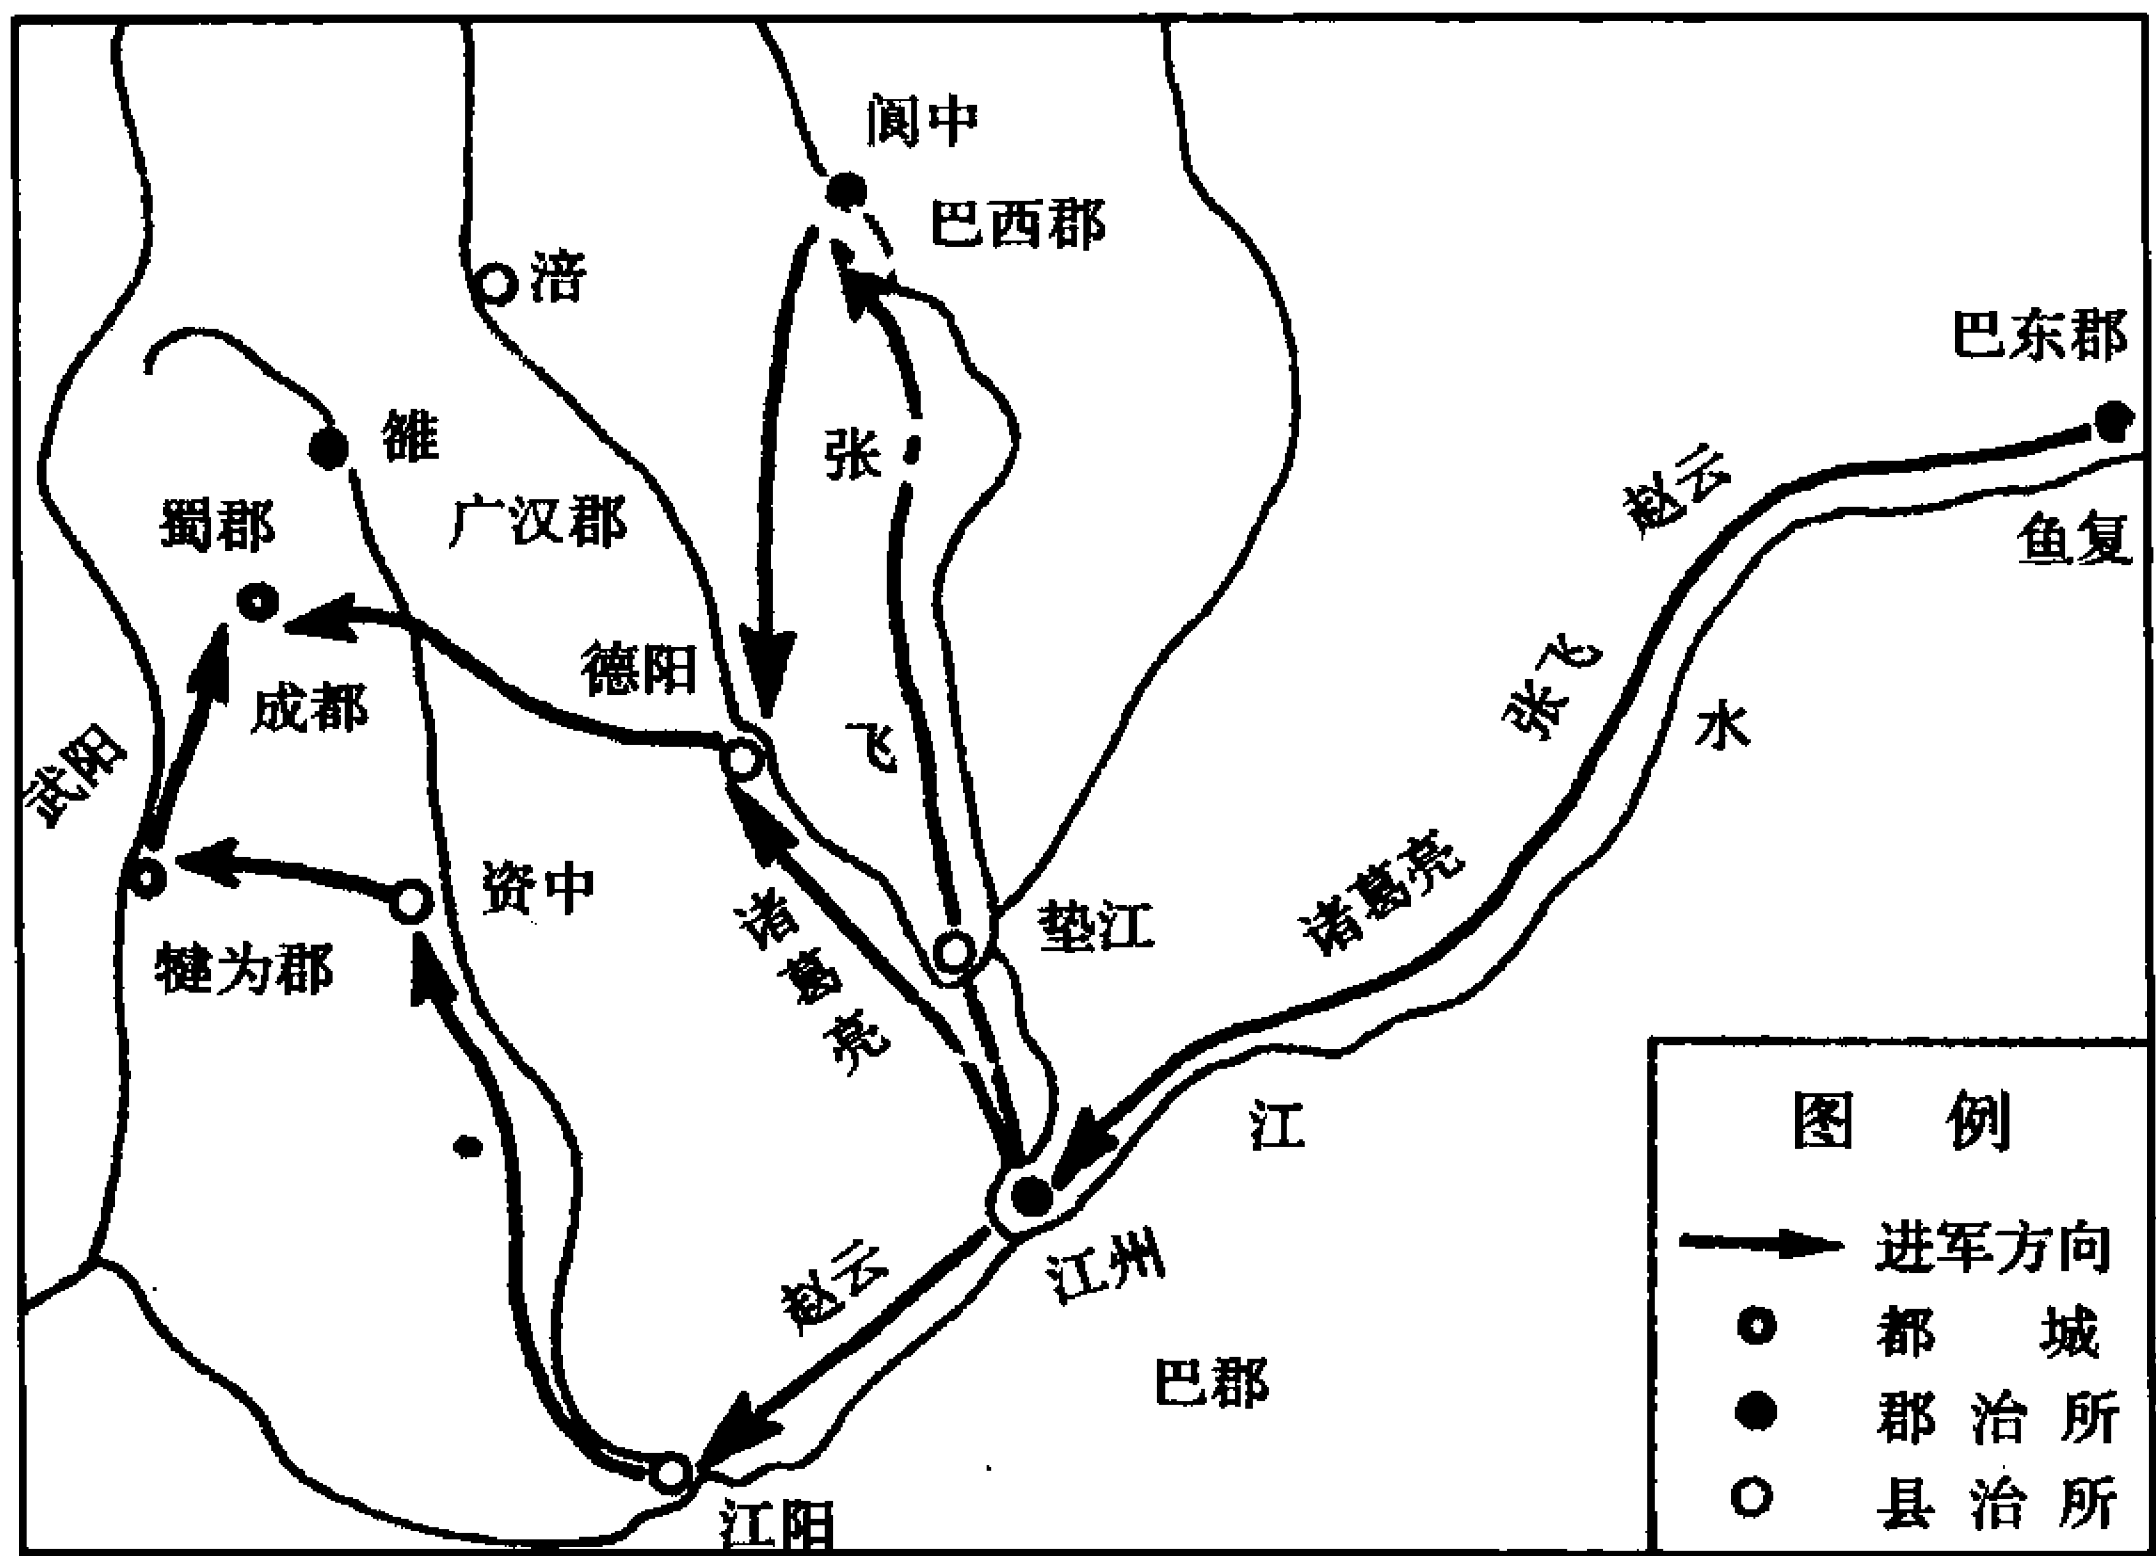 阆中
巴西郡
涪
巴东郡
雒
张
赵云
蜀郡
广汉郡
鱼复
德阳
张飞
成都
飞
水
武阳
诸葛亮
资中
诸
葛
亮
垫江
犍为郡
江
图 例
进军方向
都 城
郡 治 所
县 治 所
江州
赵云
巴郡
江阳